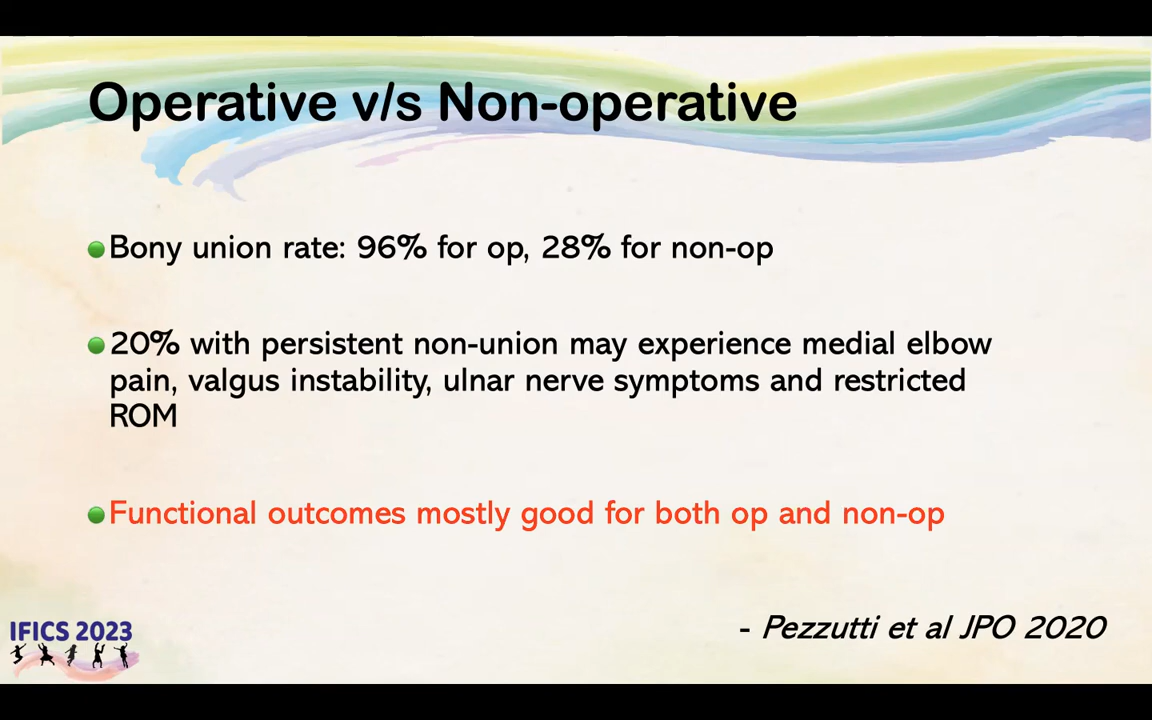 Operative v/s Non-operative
Bony union rate: 96% for op, 28% for non-op
20% with persistent non-union may experience medial elbow
pain, valgus instability, ulnar nerve symptoms and restricted
ROM
Functional outcomes mostly good for both op and non-op
- Pezzutti et al JPO 2020
IFICS 2023